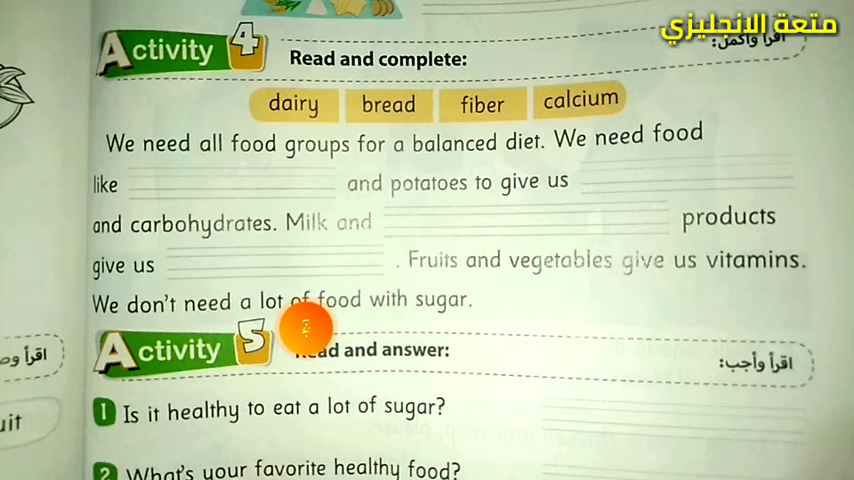 متعة الانجليزي
Activity 4 Read and complete: اقرأ وأكمل:
dairy bread fiber calcium
We need all food groups for a balanced diet. We need food
like and potatoes to give us
and carbohydrates. Milk and products
give us . Fruits and vegetables give us vitamins.
We don't need a lot of food with sugar.
Activity 5 Read and answer: اقرأ وأجب:
اقرأ
1 Is it healthy to eat a lot of sugar?
uit
2 What's your favorite healthy food?